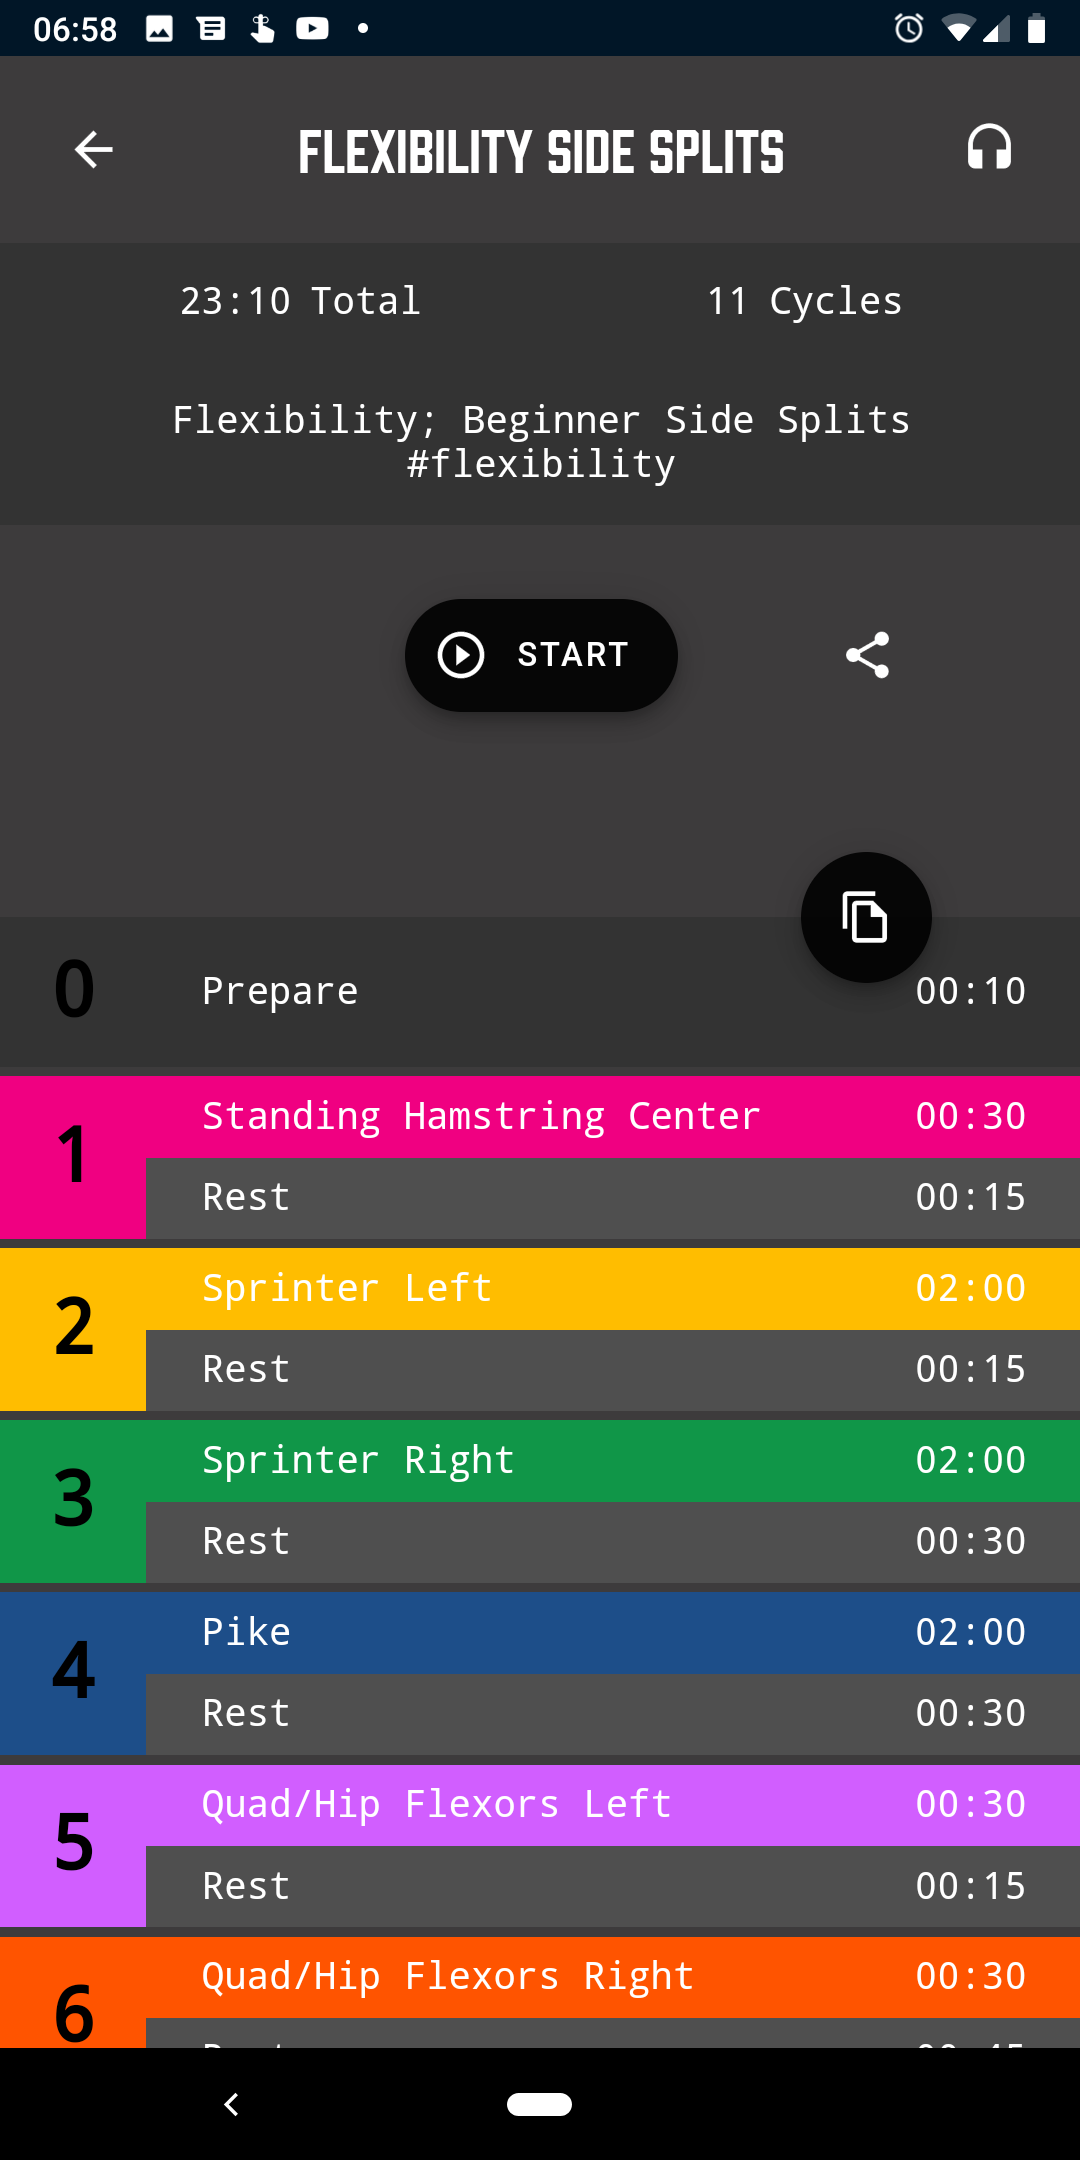 06:58
FLEXIBILITY SIDE SPLITS
23:10 Total 11 Cycles
Flexibility; Beginner Side Splits
#flexibility
START
0 Prepare 00:10
1 Standing Hamstring Center 00:30
Rest 00:15
2 Sprinter Left 02:00
Rest 00:15
3 Sprinter Right 02:00
Rest 00:30
4 Pike 02:00
Rest 00:30
5 Quad/Hip Flexors Left 00:30
Rest 00:15
6 Quad/Hip Flexors Right 00:30